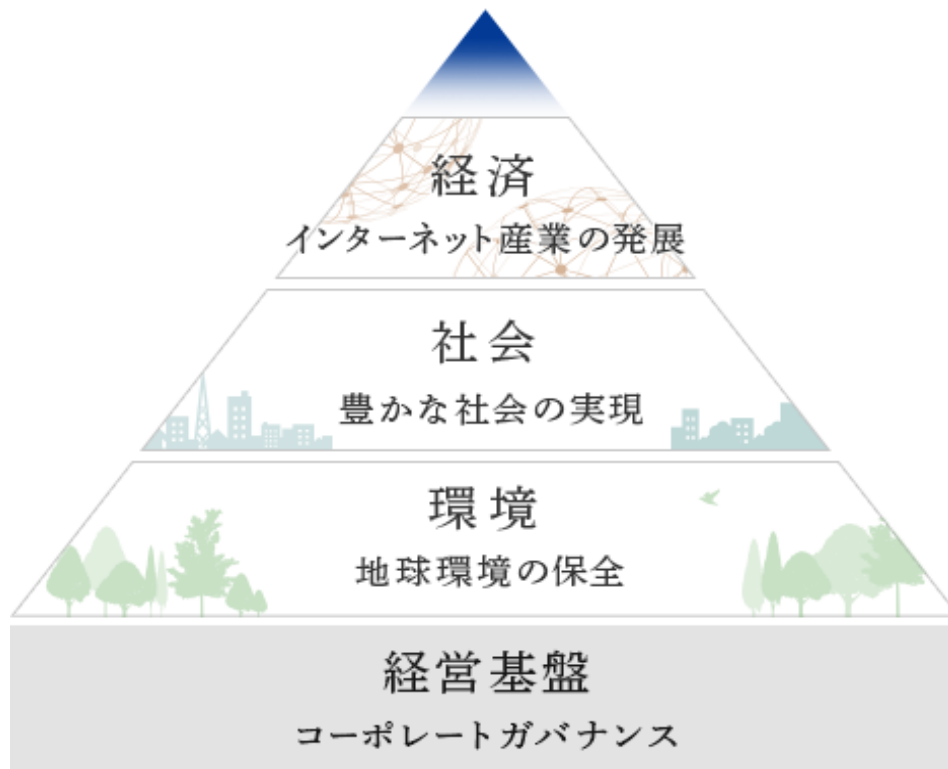 経済
インターネット産業の発展
社会
豊かな社会の実現
環境
地球環境の保全
経営基盤
コーポレートガバナンス